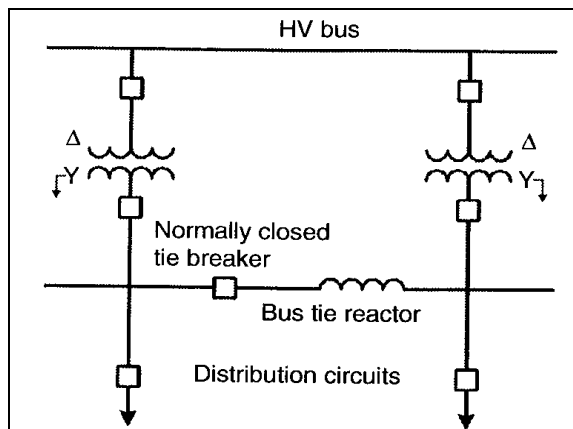 HV bus
Δ
Δ
Y
Y
Normally closed
tie breaker
Bus tie reactor
Distribution circuits